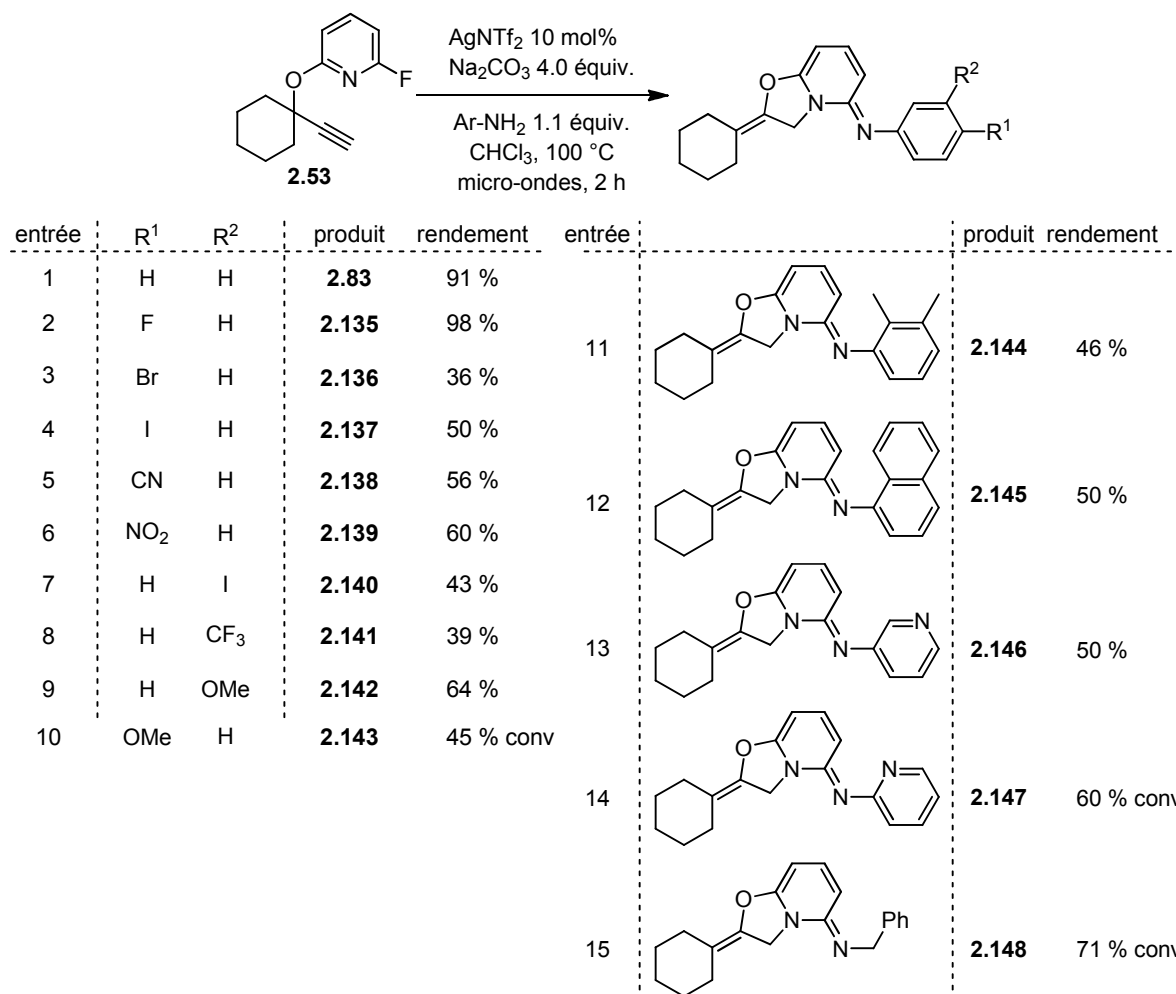 AgNTf2 10 mol%
Na2CO3 4.0 équiv.
Ar-NH2 1.1 équiv.
CHCl3, 100 °C
micro-ondes, 2 h
O N F
2.53
O N N R2 R1
entrée R1 R2 produit rendement
1 H H 2.83 91 %
2 F H 2.135 98 %
3 Br H 2.136 36 %
4 I H 2.137 50 %
5 CN H 2.138 56 %
6 NO2 H 2.139 60 %
7 H I 2.140 43 %
8 H CF3 2.141 39 %
9 H OMe 2.142 64 %
10 OMe H 2.143 45 % conv
entrée produit rendement
11 O N N 2.144 46 %
12 O N N 2.145 50 %
13 O N N N 2.146 50 %
14 O N N N 2.147 60 % conv
15 O N N Ph 2.148 71 % conv